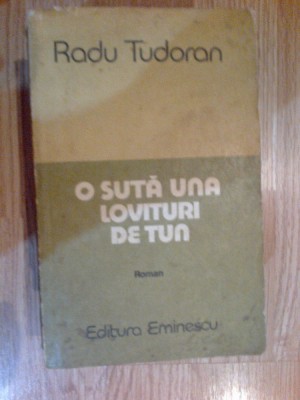 Radu Tudoran
O SUTĂ UNA
LOVITURI
DE TUN
Roman
Editura Eminescu